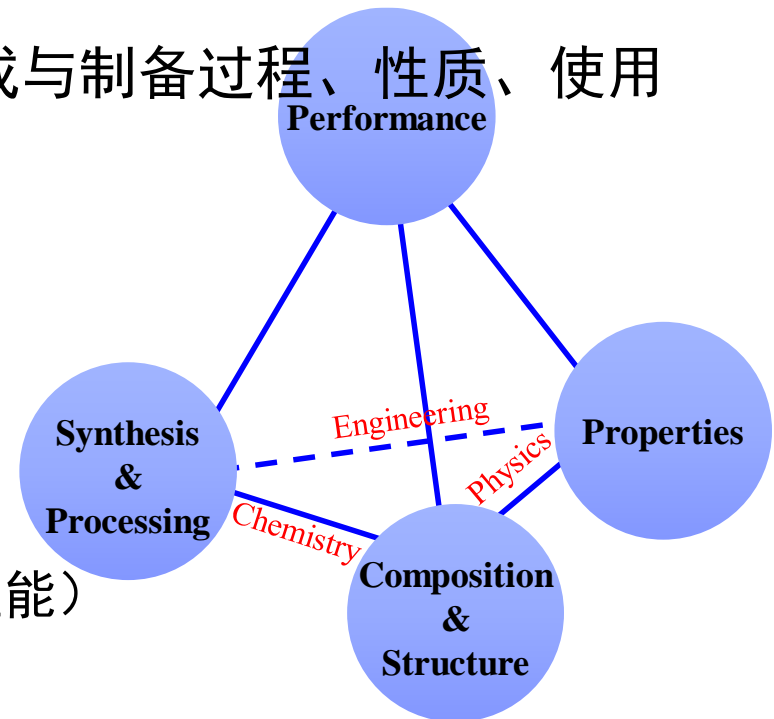 成与制备过程、性质、使用
Performance
Engineering
Properties
Physics
Synthesis
&
Processing
Chemistry
Composition
&
Structure
能）